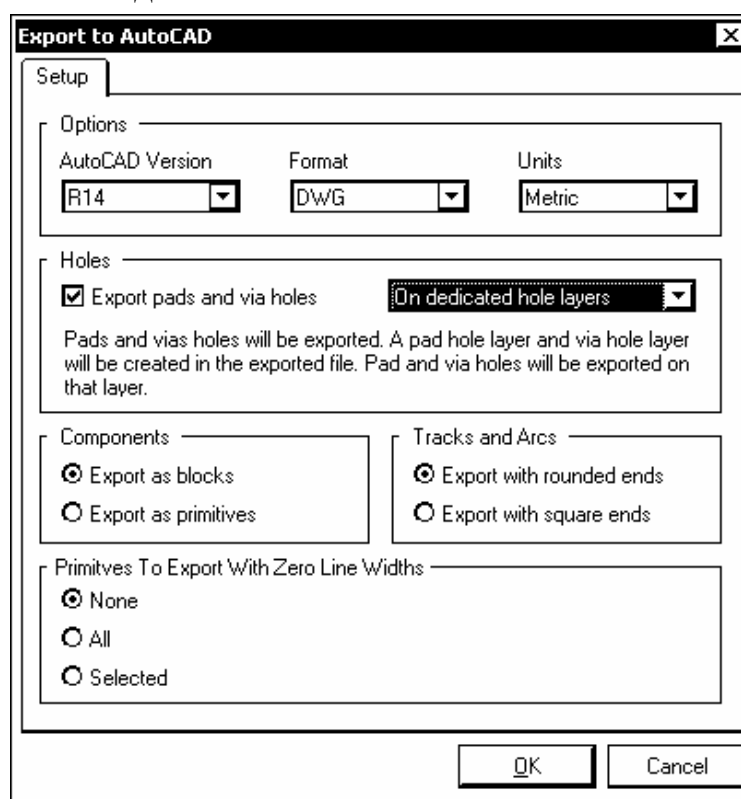 Export to AutoCAD
Setup
Options
AutoCAD Version Format Units
R14 DWG Metric
Holes
Export pads and via holes On dedicated hole layers
Pads and vias holes will be exported. A pad hole layer and via hole layer
will be created in the exported file. Pad and via holes will be exported on
that layer.
Components Tracks and Arcs
Export as blocks Export with rounded ends
Export as primitives Export with square ends
Primitves To Export With Zero Line Widths
None
All
Selected
OK Cancel